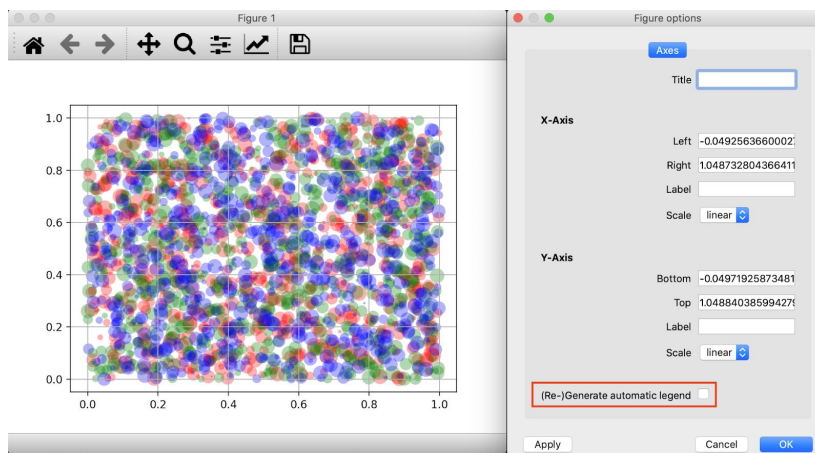 Figure 1
1.0
0.8
0.6
0.4
0.2
0.0
0.0 0.2 0.4 0.6 0.8 1.0
Figure options
Axes
Title
X-Axis
Left -0.0492563660002
Right 1.048732804366411
Label
Scale linear
Y-Axis
Bottom -0.04971925873481
Top 1.04884038599427
Label
Scale linear
(Re-)Generate automatic legend
Apply Cancel OK